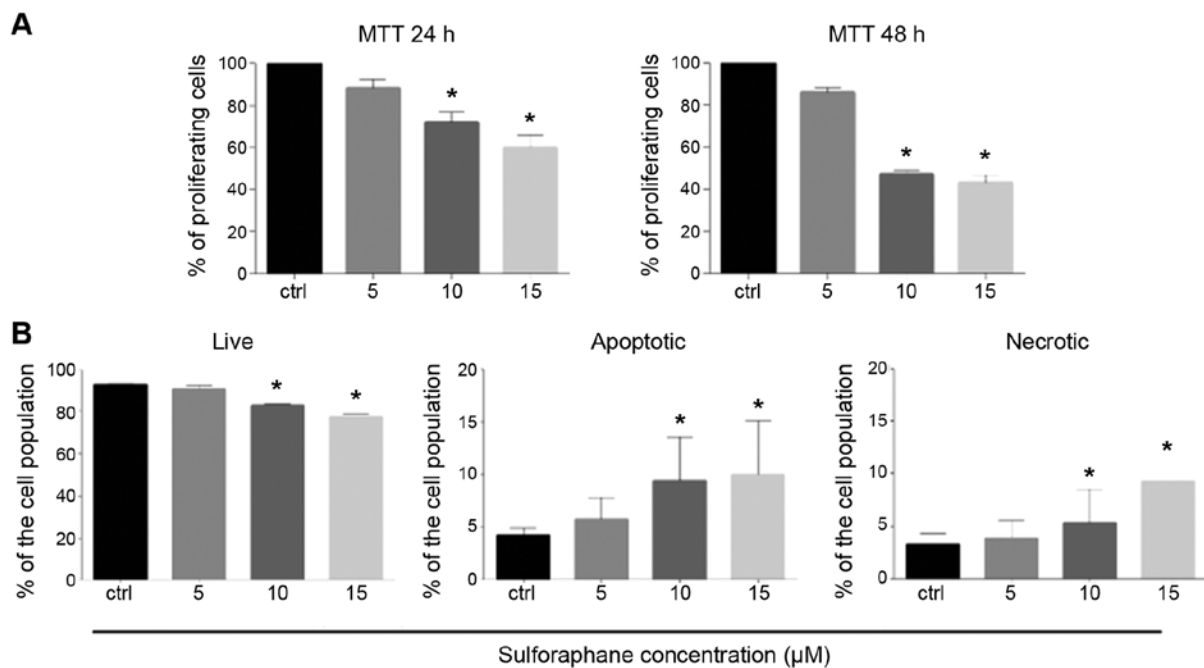 A
MTT 24 h
MTT 48 h
% of proliferating cells
100
80
60
40
20
0
*
*
ctrl 5 10 15
% of proliferating cells
100
80
60
40
20
0
*
*
ctrl 5 10 15
B
Live
Apoptotic
Necrotic
% of the cell population
100
80
60
40
20
0
*
*
ctrl 5 10 15
% of the cell population
20
15
10
5
0
*
*
ctrl 5 10 15
% of the cell population
20
15
10
5
0
*
*
ctrl 5 10 15
Sulforaphane concentration (µM)